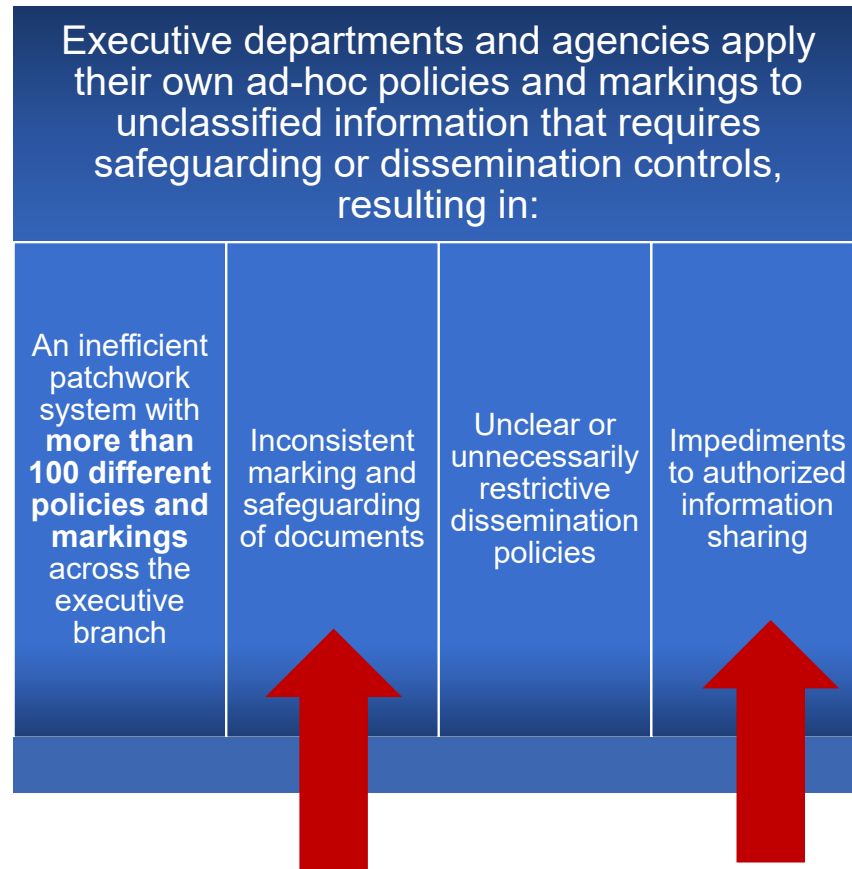 Executive departments and agencies apply
their own ad-hoc policies and markings to
unclassified information that requires
safeguarding or dissemination controls,
resulting in:
An inefficient
patchwork
system with
more than
100 different
policies and
markings
across the
executive
branch
Inconsistent
marking and
safeguarding
of documents
Unclear or
unnecessarily
restrictive
dissemination
policies
Impediments
to authorized
information
sharing